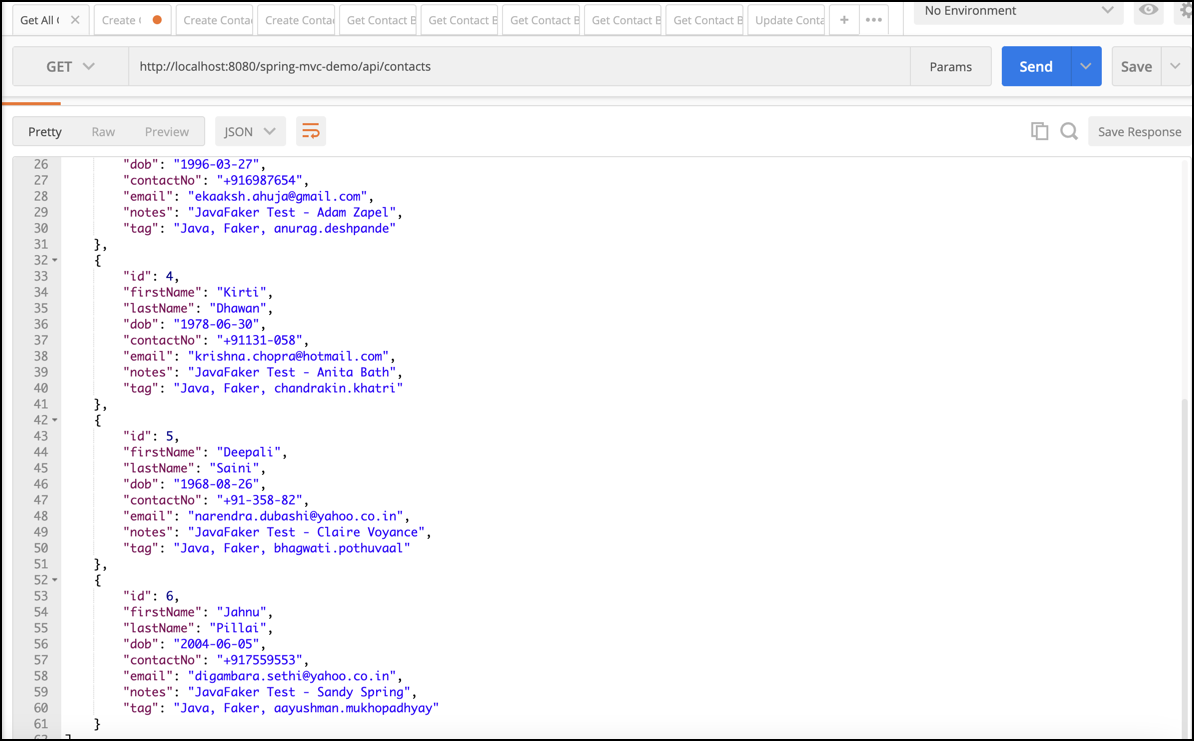 Get All C
Create C
Create Contac
Create Contac
Get Contact B
Get Contact B
Get Contact B
Get Contact B
Get Contact B
Update Conta
+
No Environment
GET
http://localhost:8080/spring-mvc-demo/api/contacts
Params
Send
Save
Pretty Raw Preview JSON
Save Response
26 "dob": "1996-03-27",
27 "contactNo": "+916987654",
28 "email": "ekaaksh.ahuja@gmail.com",
29 "notes": "JavaFaker Test - Adam Zapel",
30 "tag": "Java, Faker, anurag.deshpande"
31 },
32 {
33 "id": 4,
34 "firstName": "Kirti",
35 "lastName": "Dhawan",
36 "dob": "1978-06-30",
37 "contactNo": "+91131-058",
38 "email": "krishna.chopra@hotmail.com",
39 "notes": "JavaFaker Test - Anita Bath",
40 "tag": "Java, Faker, chandrakin.khatri"
41 },
42 {
43 "id": 5,
44 "firstName": "Deepali",
45 "lastName": "Saini",
46 "dob": "1968-08-26",
47 "contactNo": "+91-358-82",
48 "email": "narendra.dubashi@yahoo.co.in",
49 "notes": "JavaFaker Test - Claire Voyance",
50 "tag": "Java, Faker, bhagwati.pothuvaal"
51 },
52 {
53 "id": 6,
54 "firstName": "Jahnu",
55 "lastName": "Pillai",
56 "dob": "2004-06-05",
57 "contactNo": "+917559553",
58 "email": "digambara.sethi@yahoo.co.in",
59 "notes": "JavaFaker Test - Sandy Spring",
60 "tag": "Java, Faker, aayushman.mukhopadhyay"
61 }